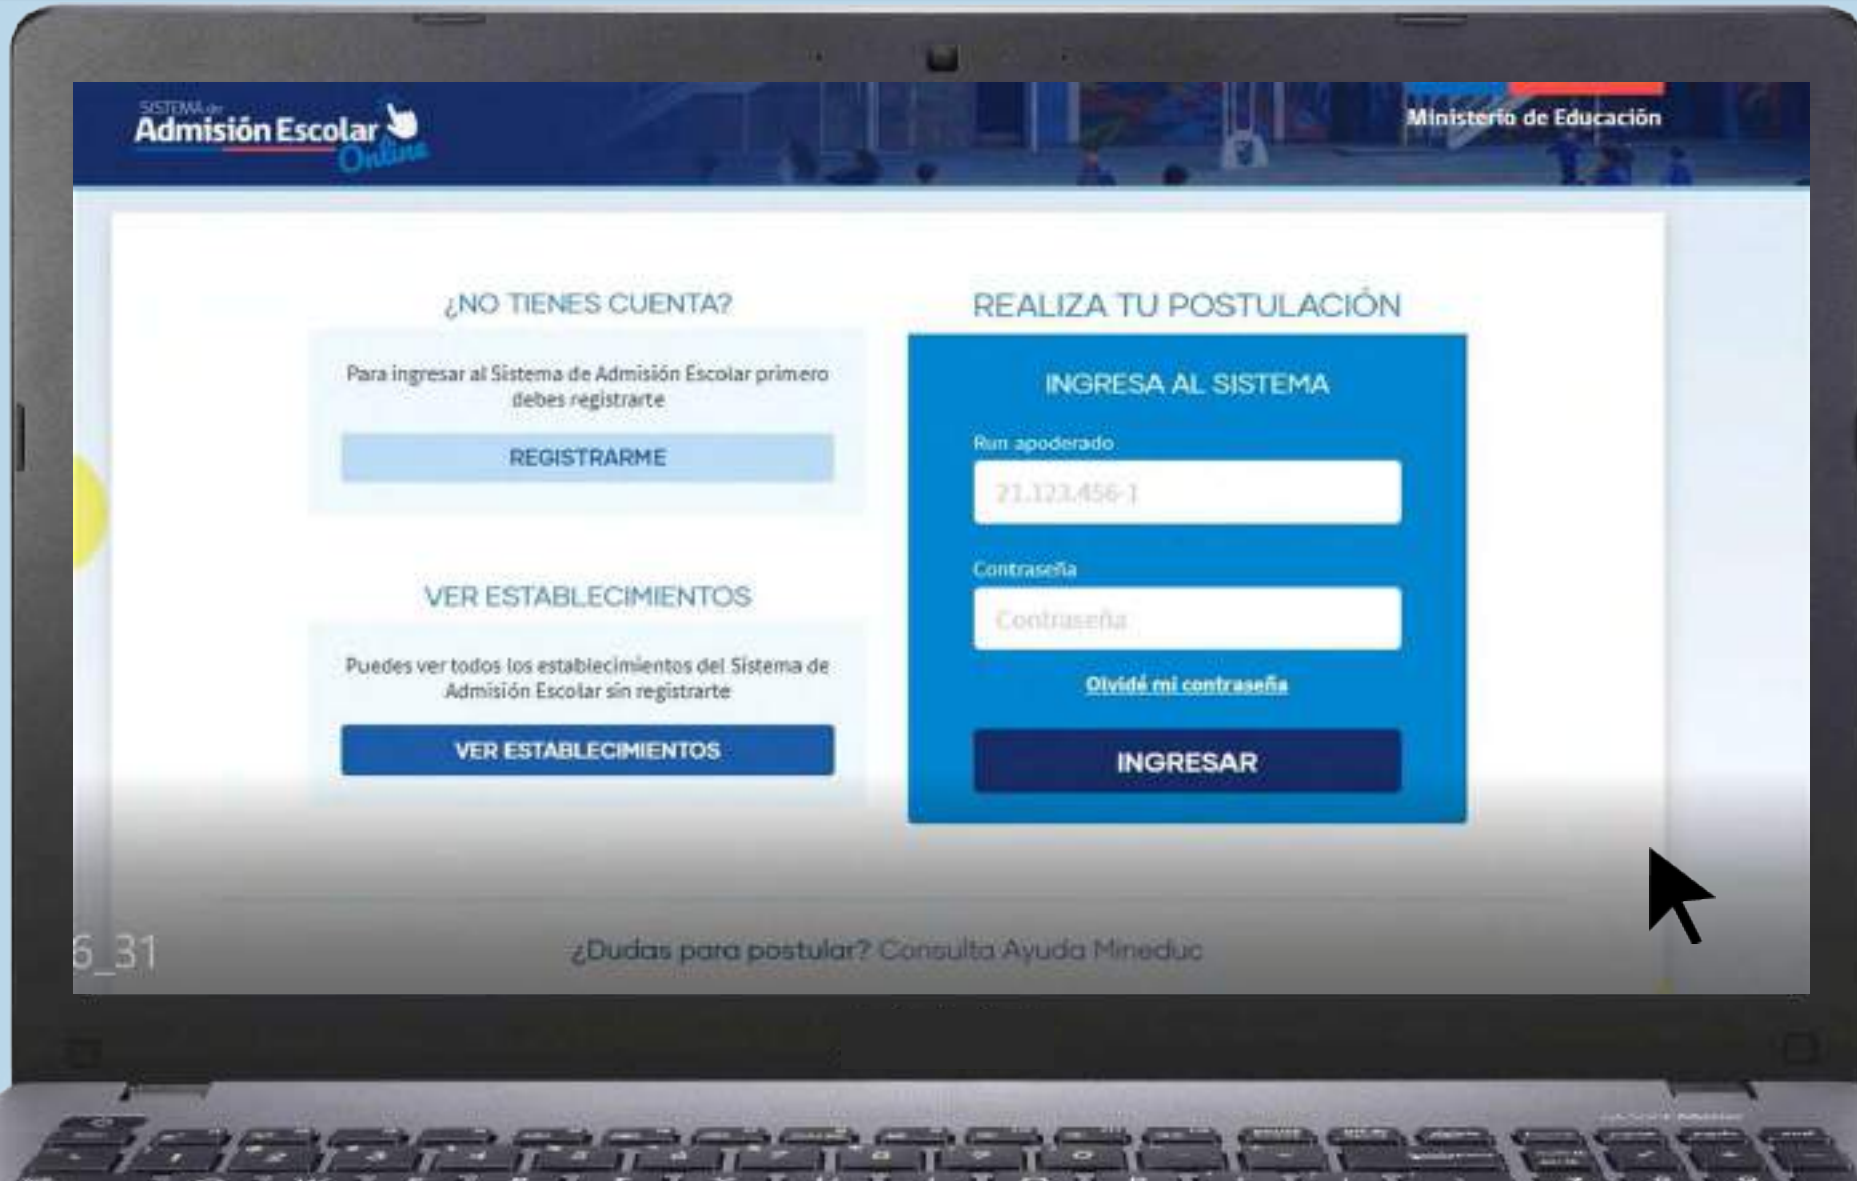 SISTEMA de
Admisión Escolar
Online
Ministerio de Educación
¿NO TIENES CUENTA?
Para ingresar al Sistema de Admisión Escolar primero
debes registrarte
REGISTRARME
VER ESTABLECIMIENTOS
Puedes ver todos los establecimientos del Sistema de
Admisión Escolar sin registrarte
VER ESTABLECIMIENTOS
REALIZA TU POSTULACIÓN
INGRESA AL SISTEMA
Run apoderado
21.123.456-1
Contraseña
Contraseña
Olvidé mi contraseña
INGRESAR
6_31
¿Dudas para postular? Consulta Ayuda Mineduc